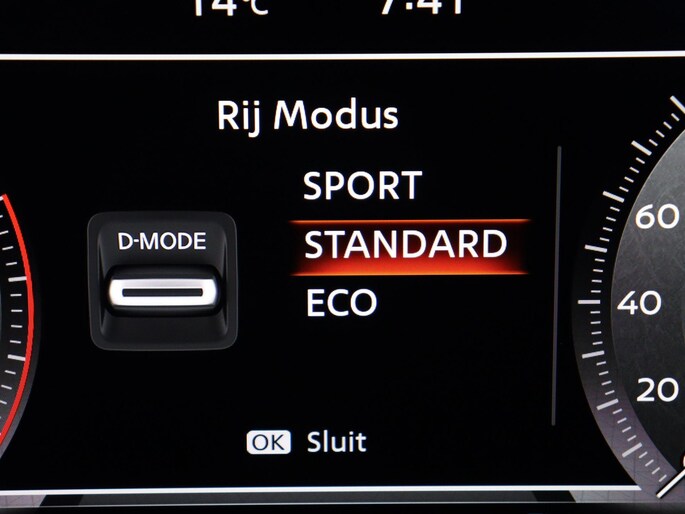 14°C 7:41
Rij Modus
SPORT
D-MODE
STANDARD
ECO
OK Sluit
60
40
20